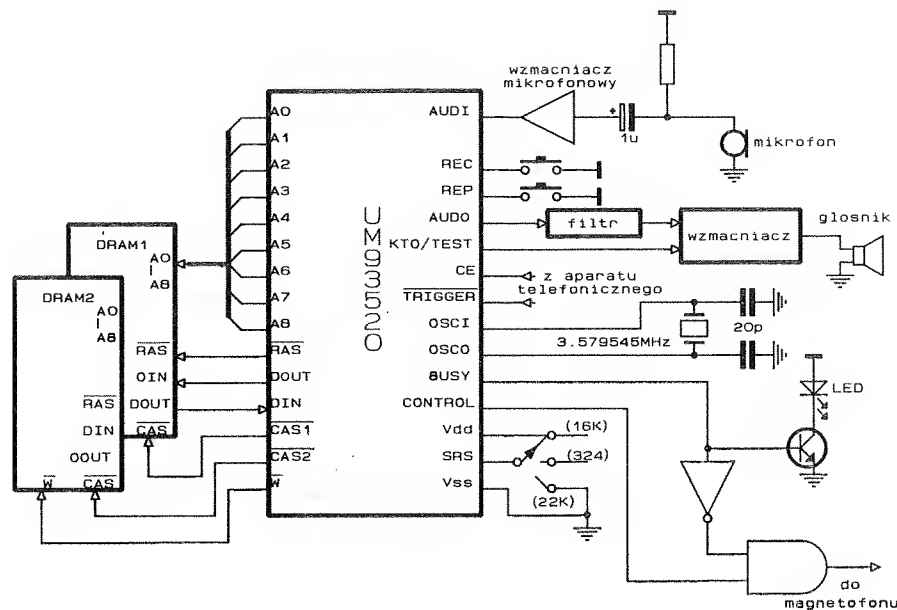 wzmacniacz
mikrofonowy
+
1u
mikrofon
A0
A1
A2
A3
A4
A5
A6
A7
A8
RAS
DOUT
DIN
CAS1
CAS2
W
UM93520
AUDI
REC
REP
AUDO
KTO/TEST
CE
TRIGGER
OSCI
OSCO
BUSY
CONTROL
Vdd
SRS
Vss
filtr
wzmacniacz
glosnik
z aparatu
telefonicznego
3.579545MHz
20p
LED
(16K)
(324)
(22K)
do
magnetofonu
DRAM1
A0
|
A8
RAS
OIN
DOUT
CAS
DRAM2
A0
|
A8
RAS
DIN
OOUT
W
CAS